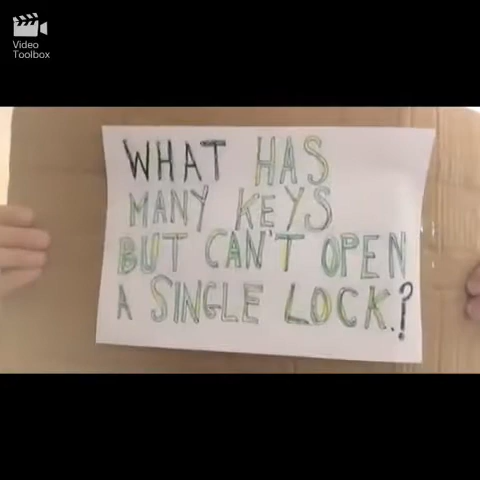 Video
Toolbox
WHAT HAS
MANY KEYS
BUT CAN'T OPEN
A SINGLE LOCK.?